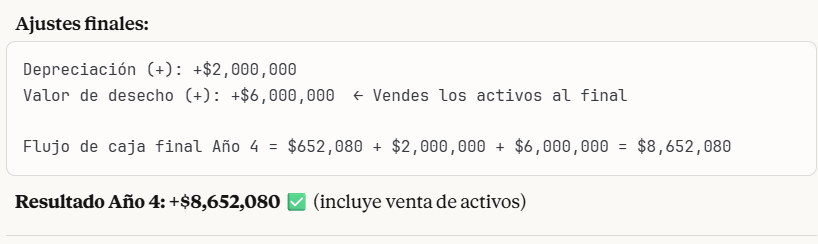 Ajustes finales:
Depreciación (+): +$2,000,000
Valor de desecho (+): +$6,000,000  ← Vendes los activos al final
Flujo de caja final Año 4 = $652,080 + $2,000,000 + $6,000,000 = $8,652,080
Resultado Año 4: +$8,652,080 ✅ (incluye venta de activos)